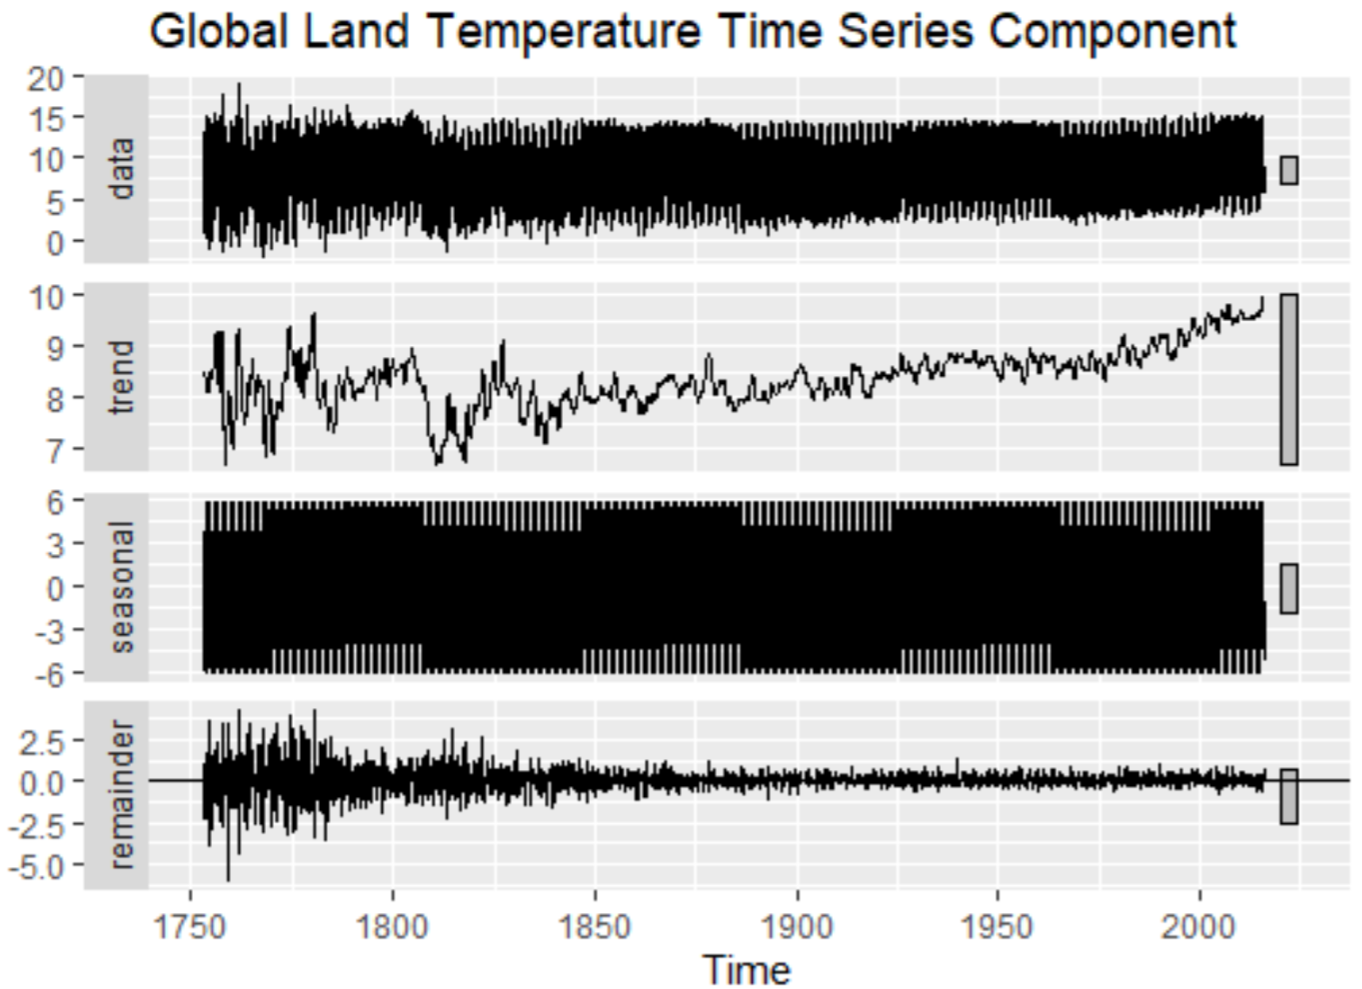 Global Land Temperature Time Series Component
20
15
10
5
0
data
10
9
8
7
trend
6
3
0
-3
-6
seasonal
2.5
0.0
-2.5
-5.0
remainder
1750 1800 1850 1900 1950 2000
Time